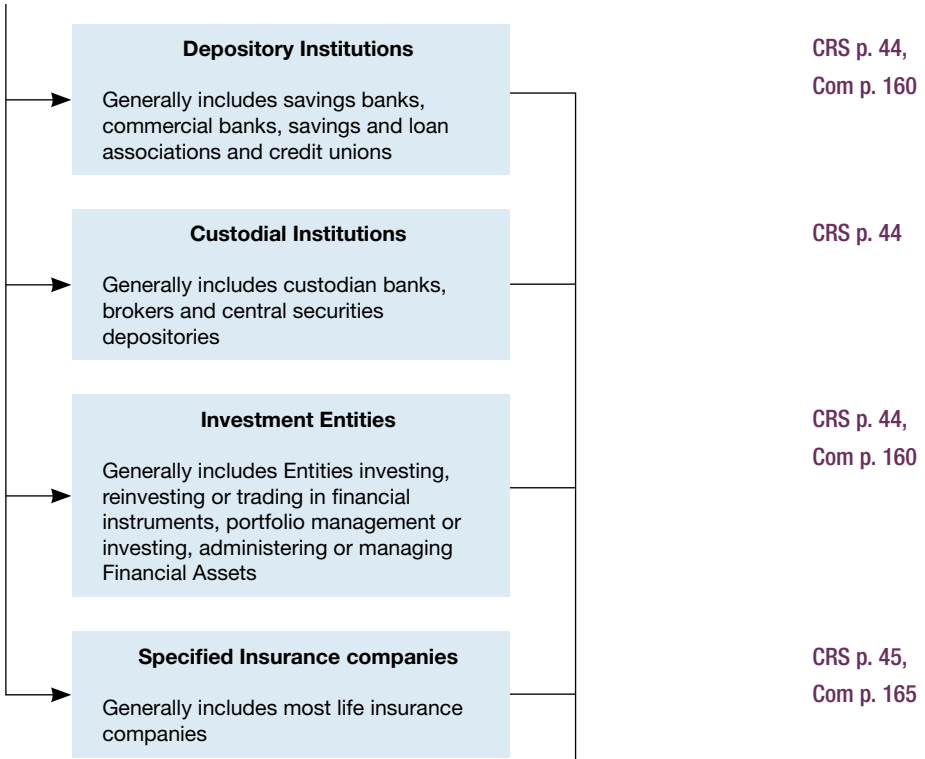 Depository Institutions
Generally includes savings banks,
commercial banks, savings and loan
associations and credit unions
CRS p. 44,
Com p. 160
Custodial Institutions
Generally includes custodian banks,
brokers and central securities
depositories
CRS p. 44
Investment Entities
Generally includes Entities investing,
reinvesting or trading in financial
instruments, portfolio management or
investing, administering or managing
Financial Assets
CRS p. 44,
Com p. 160
Specified Insurance companies
Generally includes most life insurance
companies
CRS p. 45,
Com p. 165